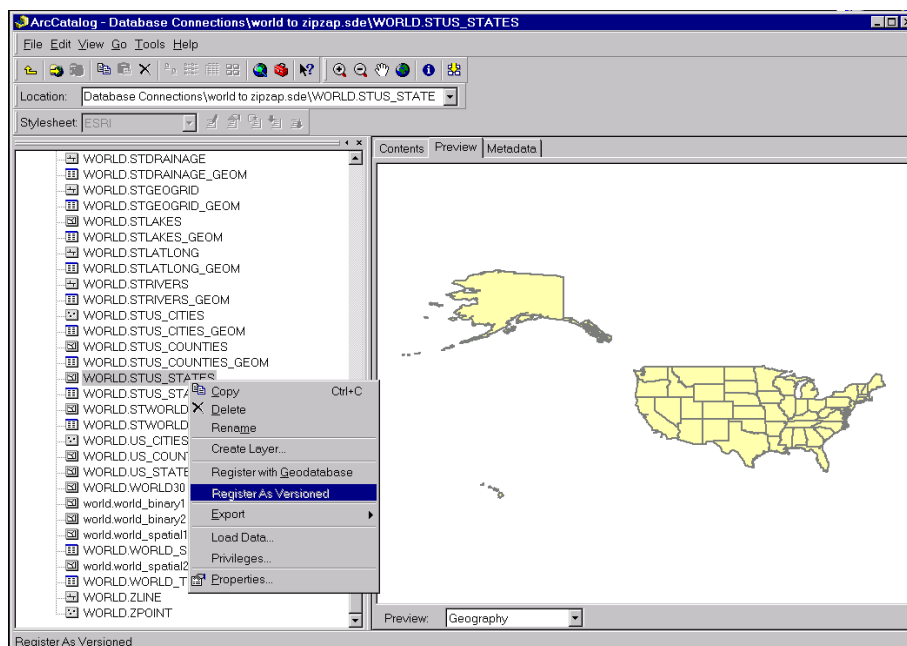 ArcCatalog - Database Connections\world to zipzap.sde\WORLD.STUS_STATES
File Edit View Go Tools Help
Location: Database Connections\world to zipzap.sde\WORLD.STUS_STATE
Stylesheet: ESRI
Contents Preview Metadata
WORLD.STDRAINAGE
WORLD.STDRAINAGE_GEOM
WORLD.STGEOGRID
WORLD.STGEOGRID_GEOM
WORLD.STLAKES
WORLD.STLAKES_GEOM
WORLD.STLATLONG
WORLD.STLATLONG_GEOM
WORLD.STRIVERS
WORLD.STRIVERS_GEOM
WORLD.STUS_CITIES
WORLD.STUS_CITIES_GEOM
WORLD.STUS_COUNTIES
WORLD.STUS_COUNTIES_GEOM
WORLD.STUS_STATES
WORLD.STUS_STA
WORLD.STWORLD
WORLD.STWORLD
WORLD.US_CITIES
WORLD.US_COUN
WORLD.US_STATE
WORLD.WORLD30
world.world_binary1
world.world_binary2
world.world_spatial1
WORLD.WORLD_S
world.world_spatial2
WORLD.WORLD_T
WORLD.ZLINE
WORLD.ZPOINT
Copy Ctrl+C
Delete
Rename
Create Layer...
Register with Geodatabase
Register As Versioned
Export
Load Data...
Privileges...
Properties...
Preview: Geography
Register As Versioned